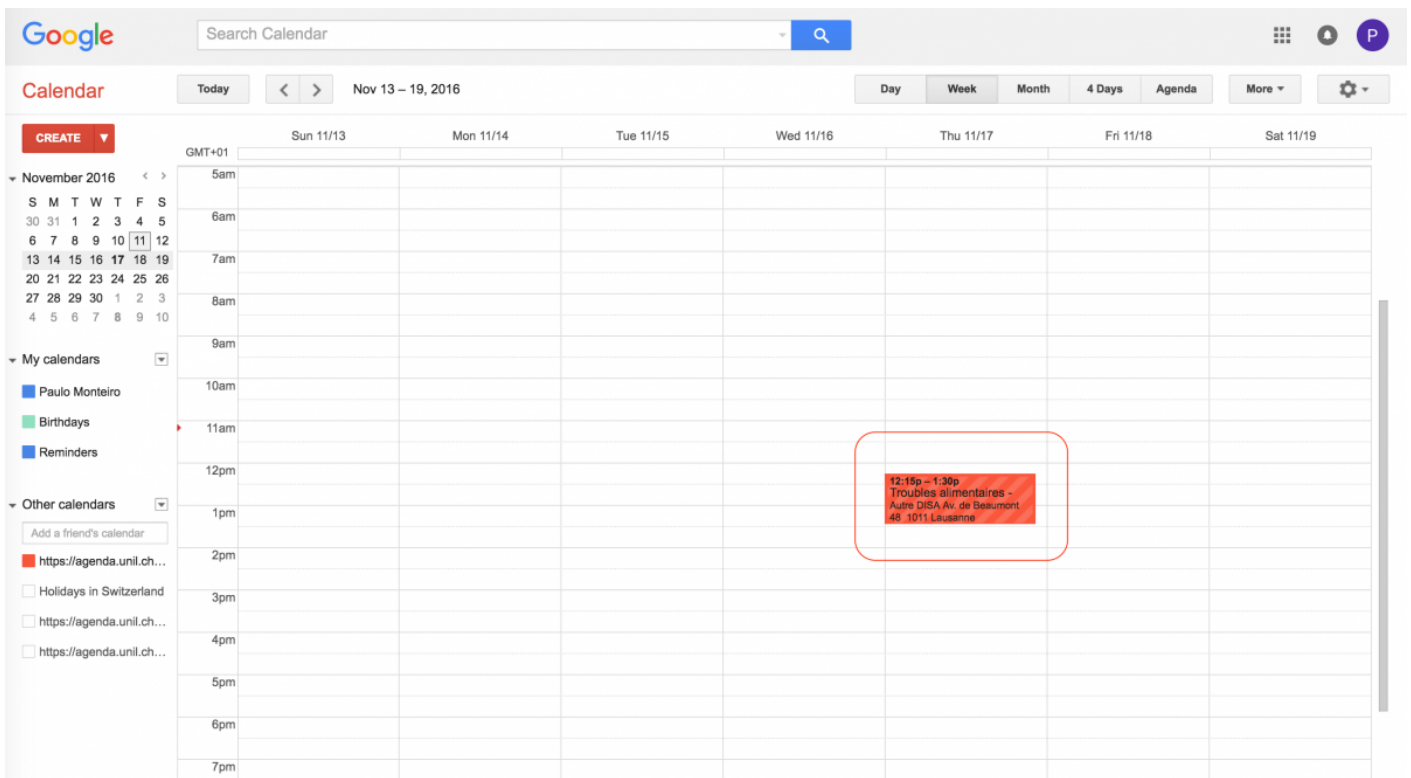 Google
Search Calendar
P
Calendar
Today
Nov 13 – 19, 2016
Day Week Month 4 Days Agenda
More
CREATE
Sun 11/13 Mon 11/14 Tue 11/15 Wed 11/16 Thu 11/17 Fri 11/18 Sat 11/19
GMT+01
November 2016
S M T W T F S
30 31 1 2 3 4 5
6 7 8 9 10 11 12
13 14 15 16 17 18 19
20 21 22 23 24 25 26
27 28 29 30 1 2 3
4 5 6 7 8 9 10
My calendars
Paulo Monteiro
Birthdays
Reminders
Other calendars
Add a friend's calendar
https://agenda.unil.ch...
Holidays in Switzerland
https://agenda.unil.ch...
https://agenda.unil.ch...
5am
6am
7am
8am
9am
10am
11am
12pm
1pm
2pm
3pm
4pm
5pm
6pm
7pm
12:15p – 1:30p
Troubles alimentaires -
Autre DISA Av. de Beaumont
48 1011 Lausanne